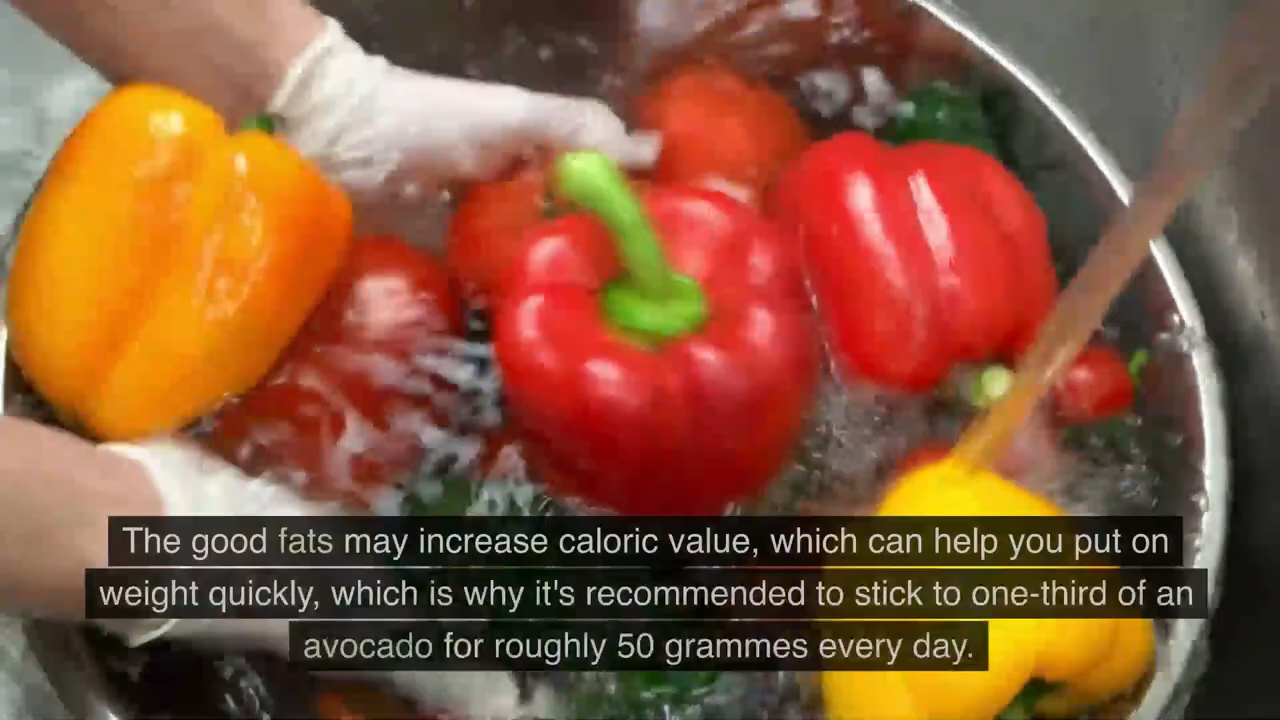 The good fats may increase caloric value, which can help you put on
weight quickly, which is why it's recommended to stick to one-third of an
avocado for roughly 50 grammes every day.